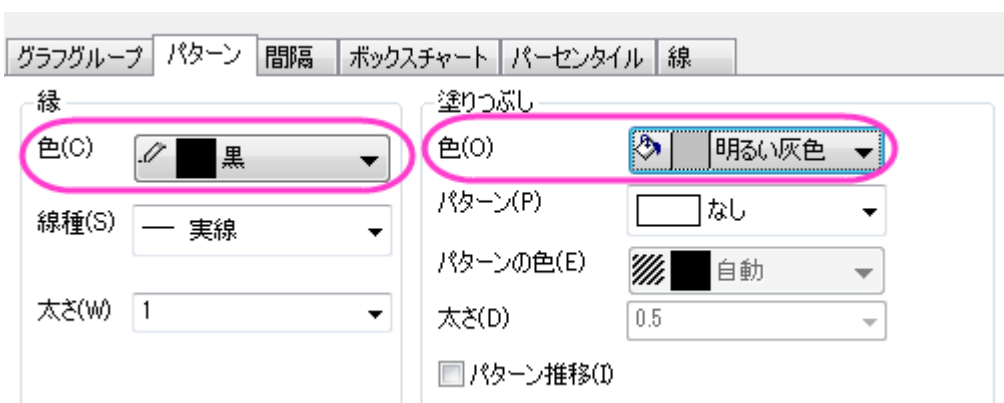 グラフグループ パターン 間隔 ボックスチャート パーセンタイル 線
縁
色(C) 黒
線種(S) 実線
太さ(W) 1
塗りつぶし
色(O) 明るい灰色
パターン(P) なし
パターンの色(E) 自動
太さ(D) 0.5
パターン推移(I)